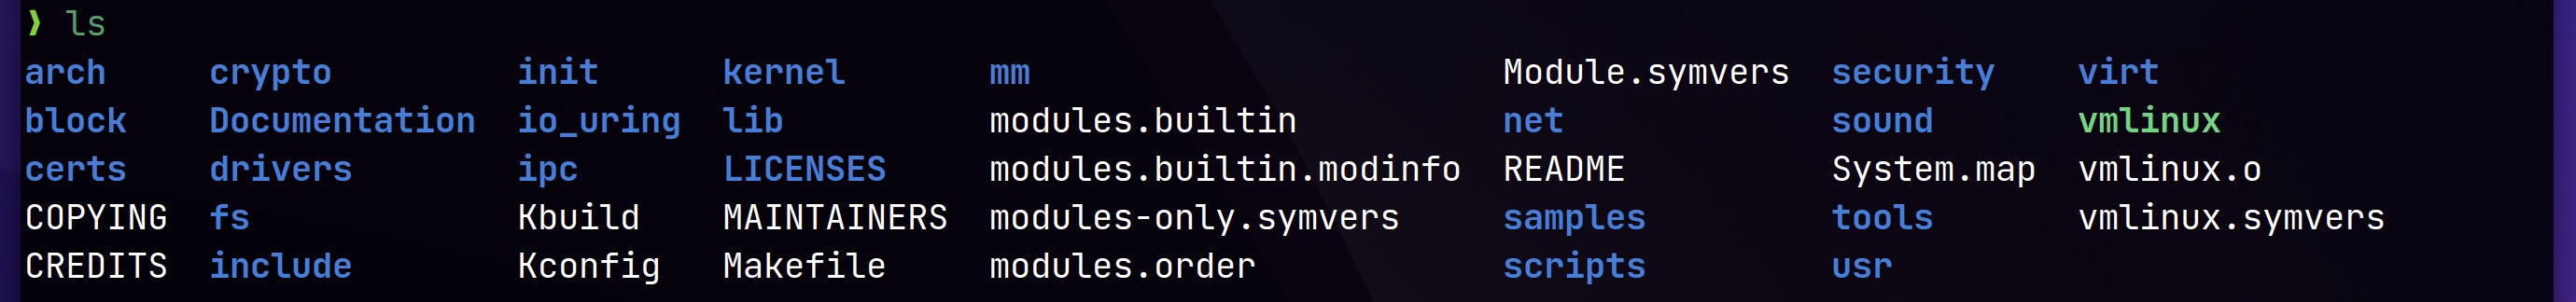 ❯ ls
arch     crypto         init      kernel       mm                        Module.symvers  security    virt
block    Documentation  io_uring  lib          modules.builtin           net             sound       vmlinux
certs    drivers        ipc       LICENSES     modules.builtin.modinfo   README          System.map  vmlinux.o
COPYING  fs             Kbuild    MAINTAINERS  modules-only.symvers      samples         tools       vmlinux.symvers
CREDITS  include        Kconfig   Makefile     modules.order             scripts         usr